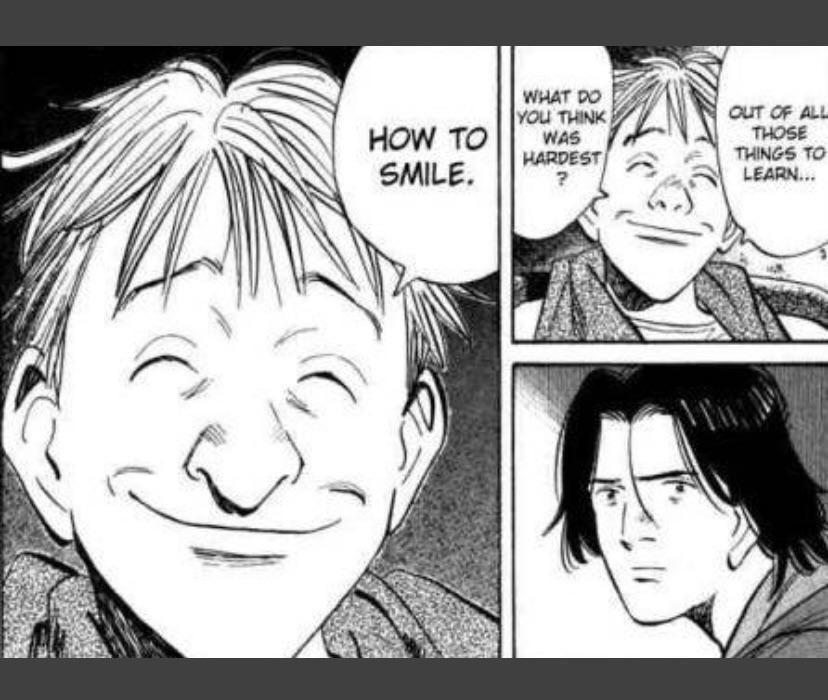 OUT OF ALL
THOSE
THINGS TO
LEARN...
WHAT DO
YOU THINK
WAS
HARDEST
?
HOW TO
SMILE.